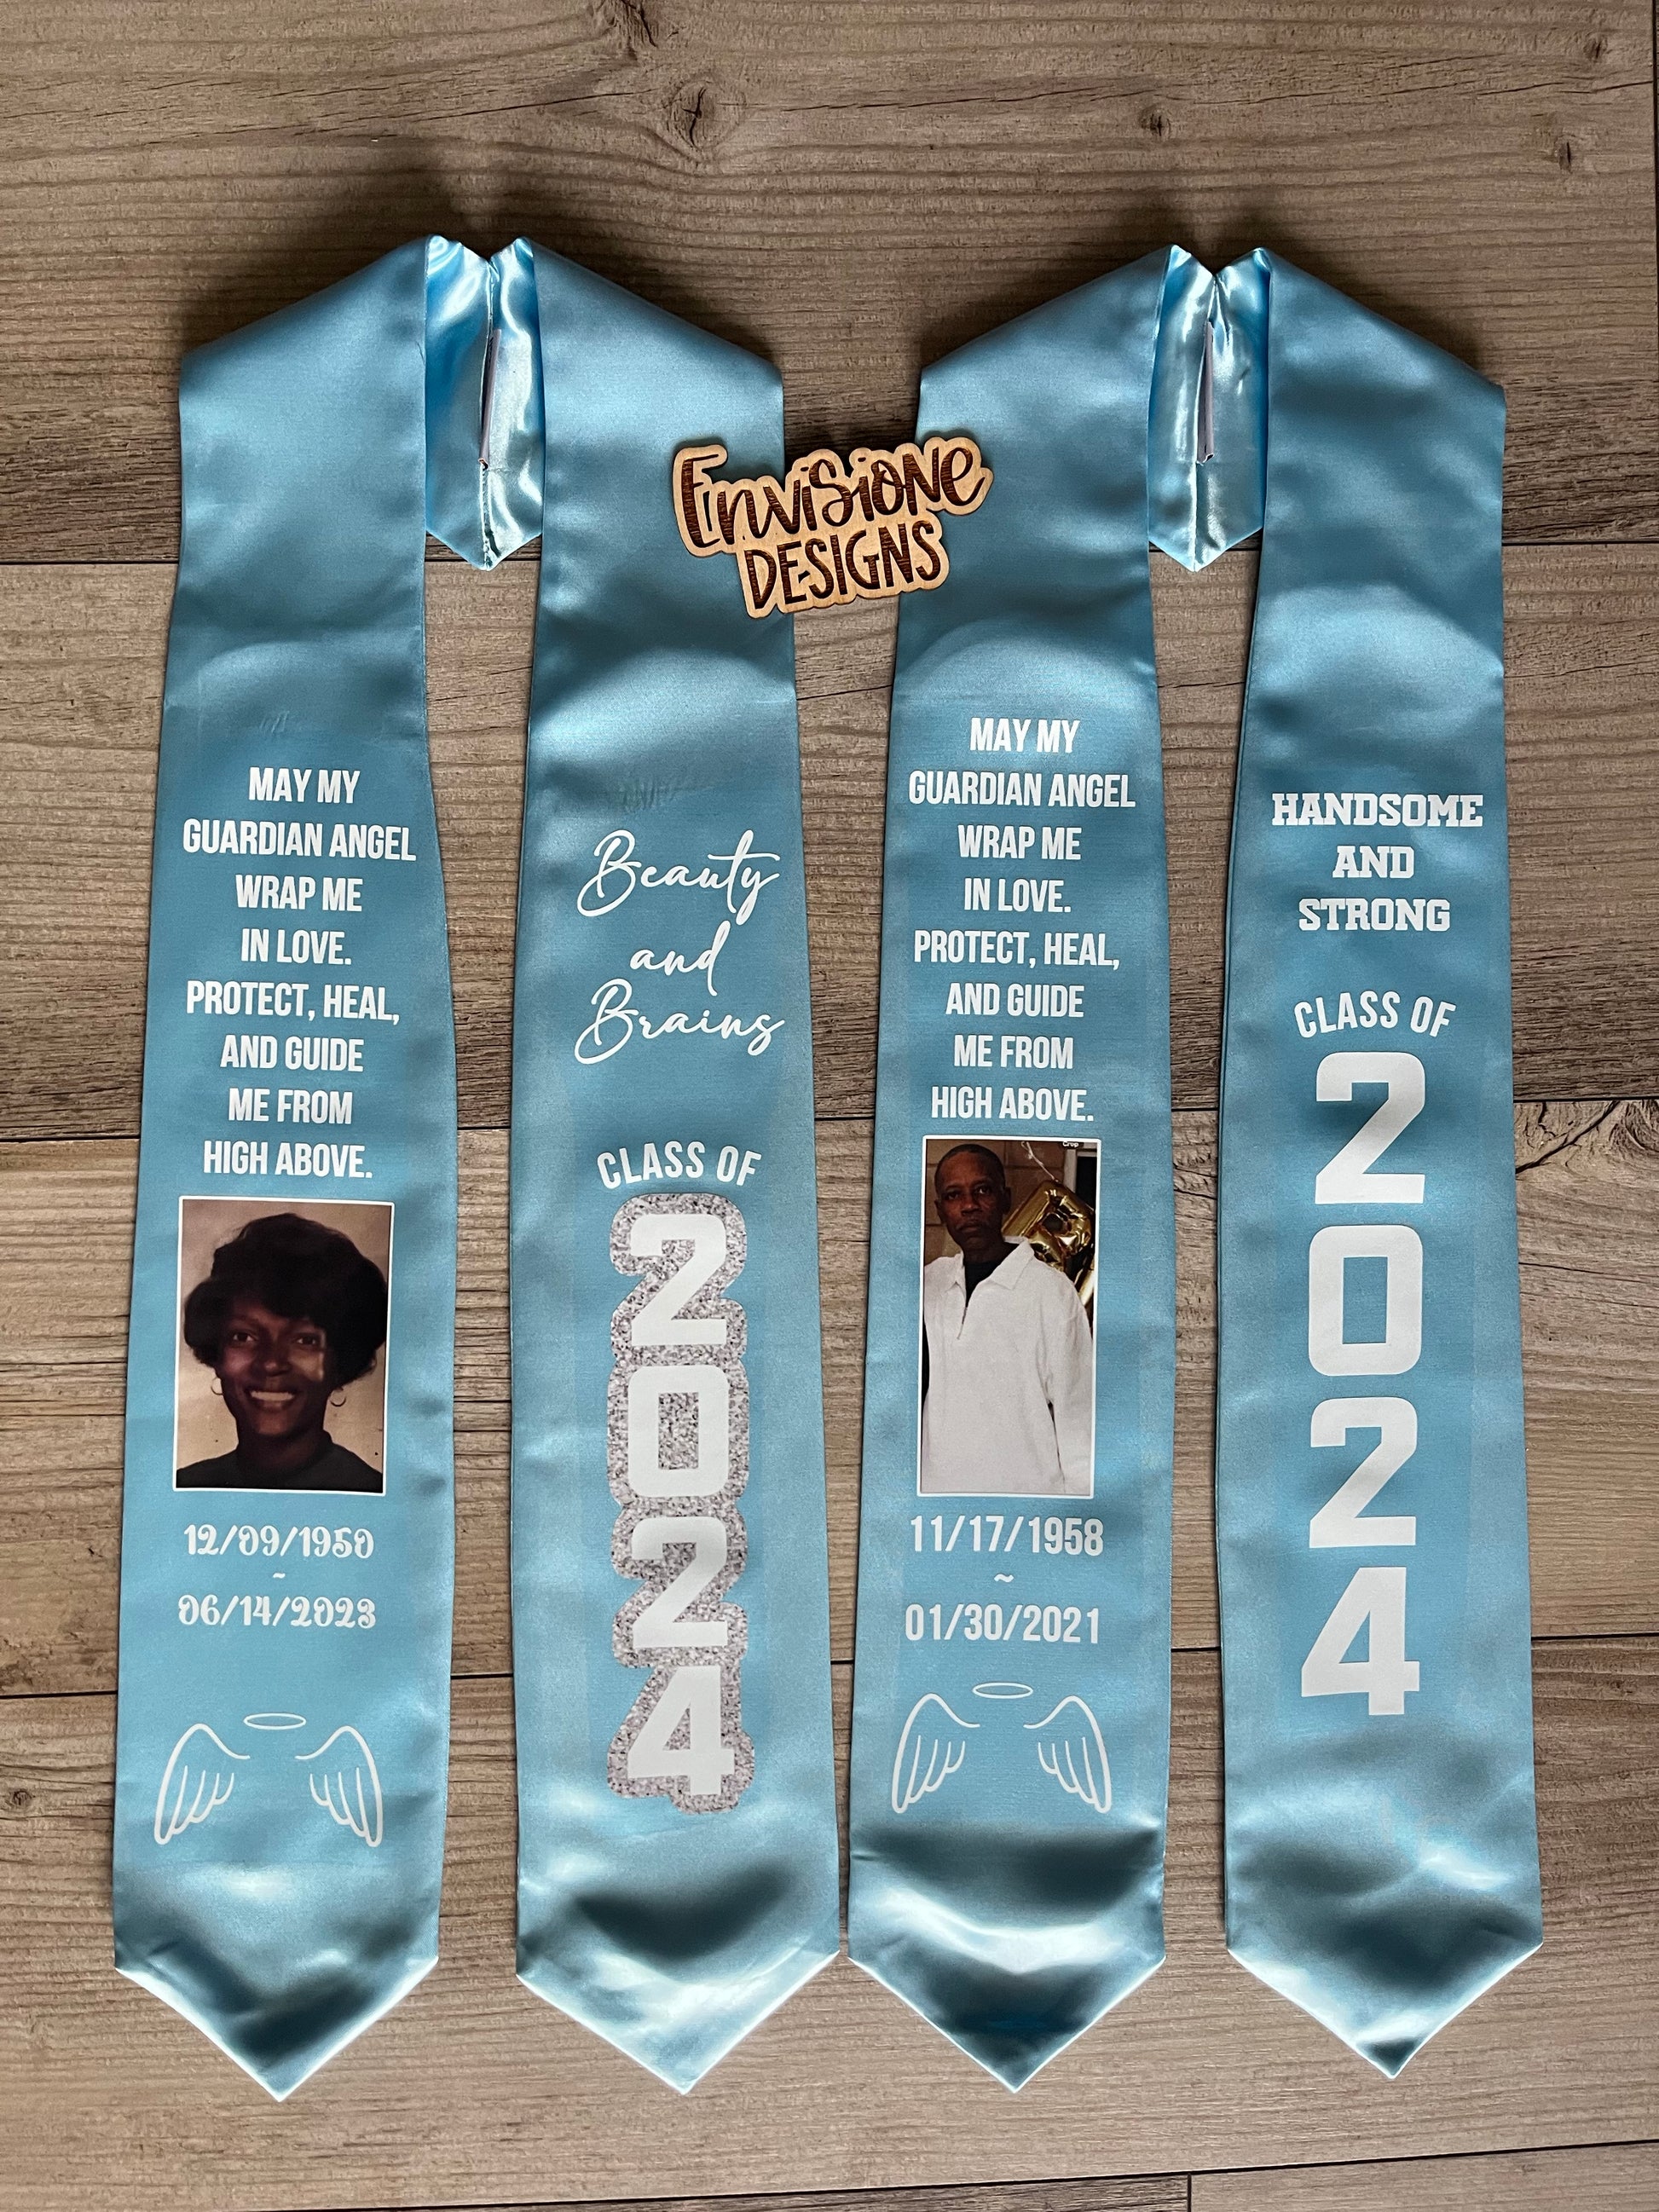 Envisione
DESIGNS
MAY MY
GUARDIAN ANGEL
WRAP ME
IN LOVE.
PROTECT, HEAL,
AND GUIDE
ME FROM
HIGH ABOVE.
12/09/1950
~
06/14/2023
Beauty
and
Brains
CLASS OF
2024
MAY MY
GUARDIAN ANGEL
WRAP ME
IN LOVE.
PROTECT, HEAL,
AND GUIDE
ME FROM
HIGH ABOVE.
Crop
11/17/1958
~
01/30/2021
HANDSOME
AND
STRONG
CLASS OF
2024